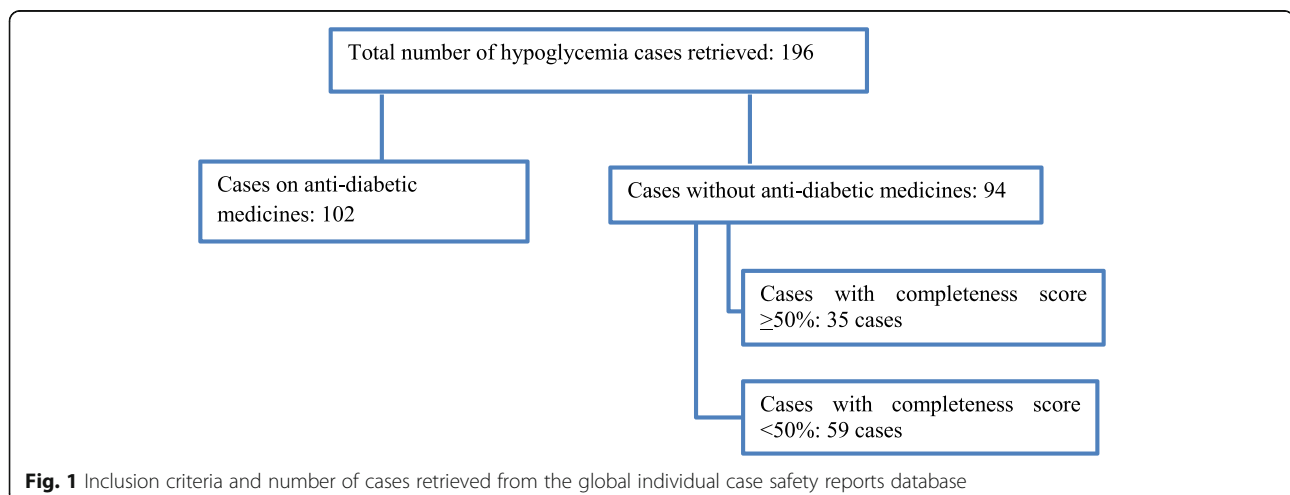 Total number of hypoglycemia cases retrieved: 196
Cases on anti-diabetic
medicines: 102
Cases without anti-diabetic medicines: 94
Cases with completeness score
≥50%: 35 cases
Cases with completeness score
<50%: 59 cases
Fig. 1 Inclusion criteria and number of cases retrieved from the global individual case safety reports database